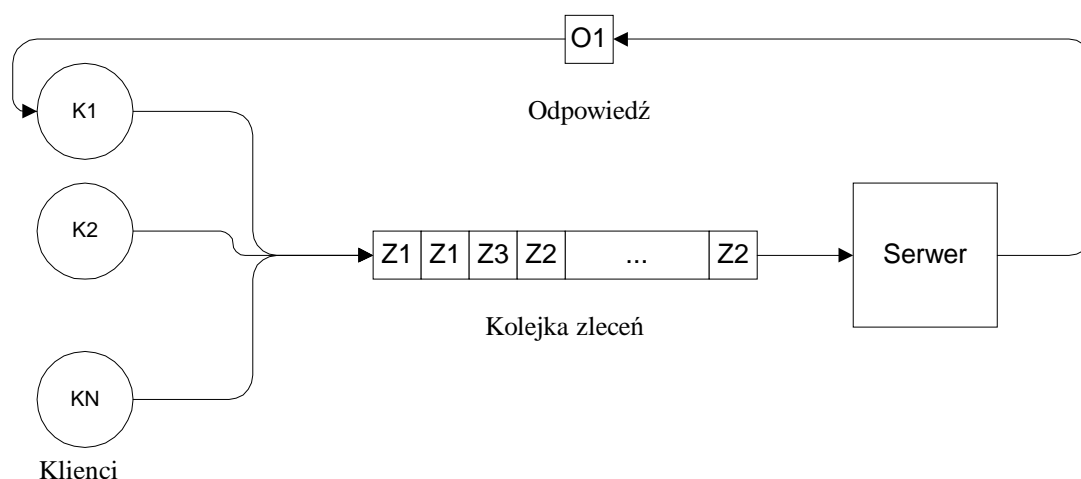 O1
Odpowiedź
K1
K2
Z1 Z1 Z3 Z2 ... Z2
Serwer
Kolejka zleceń
KN
Klienci